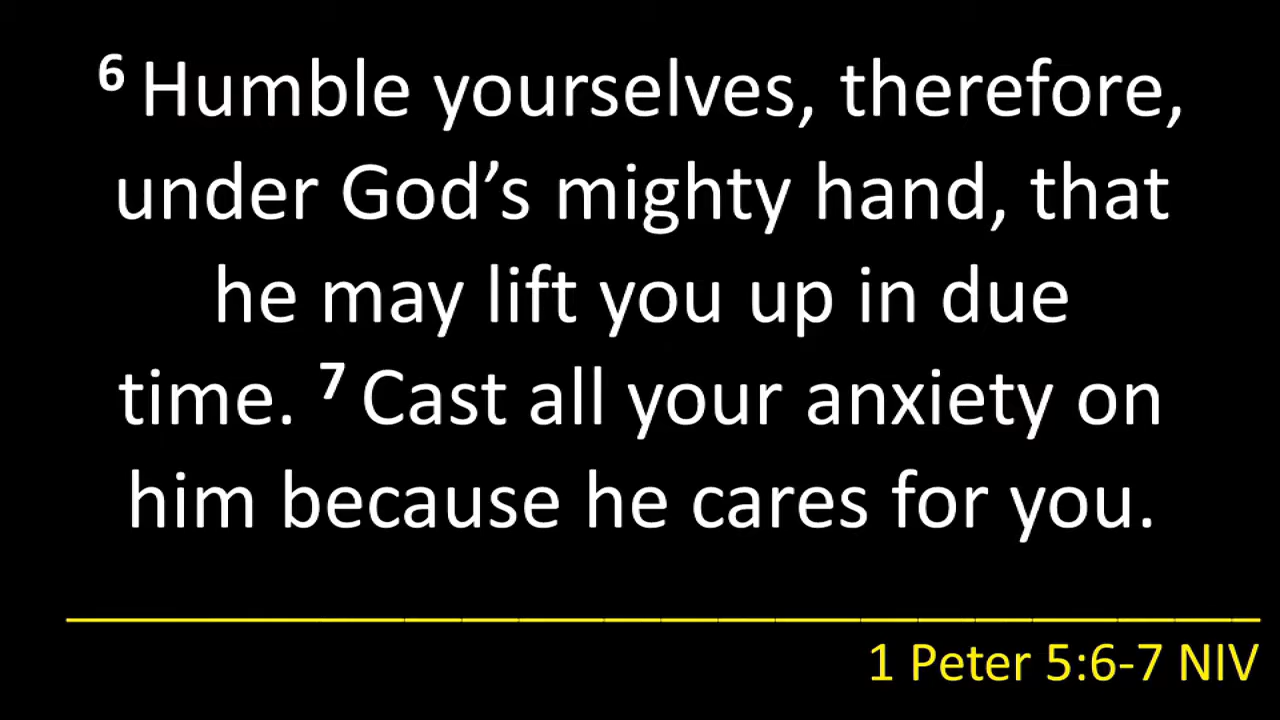 6 Humble yourselves, therefore,
under God’s mighty hand, that
he may lift you up in due
time. 7 Cast all your anxiety on
him because he cares for you.
1 Peter 5:6-7 NIV